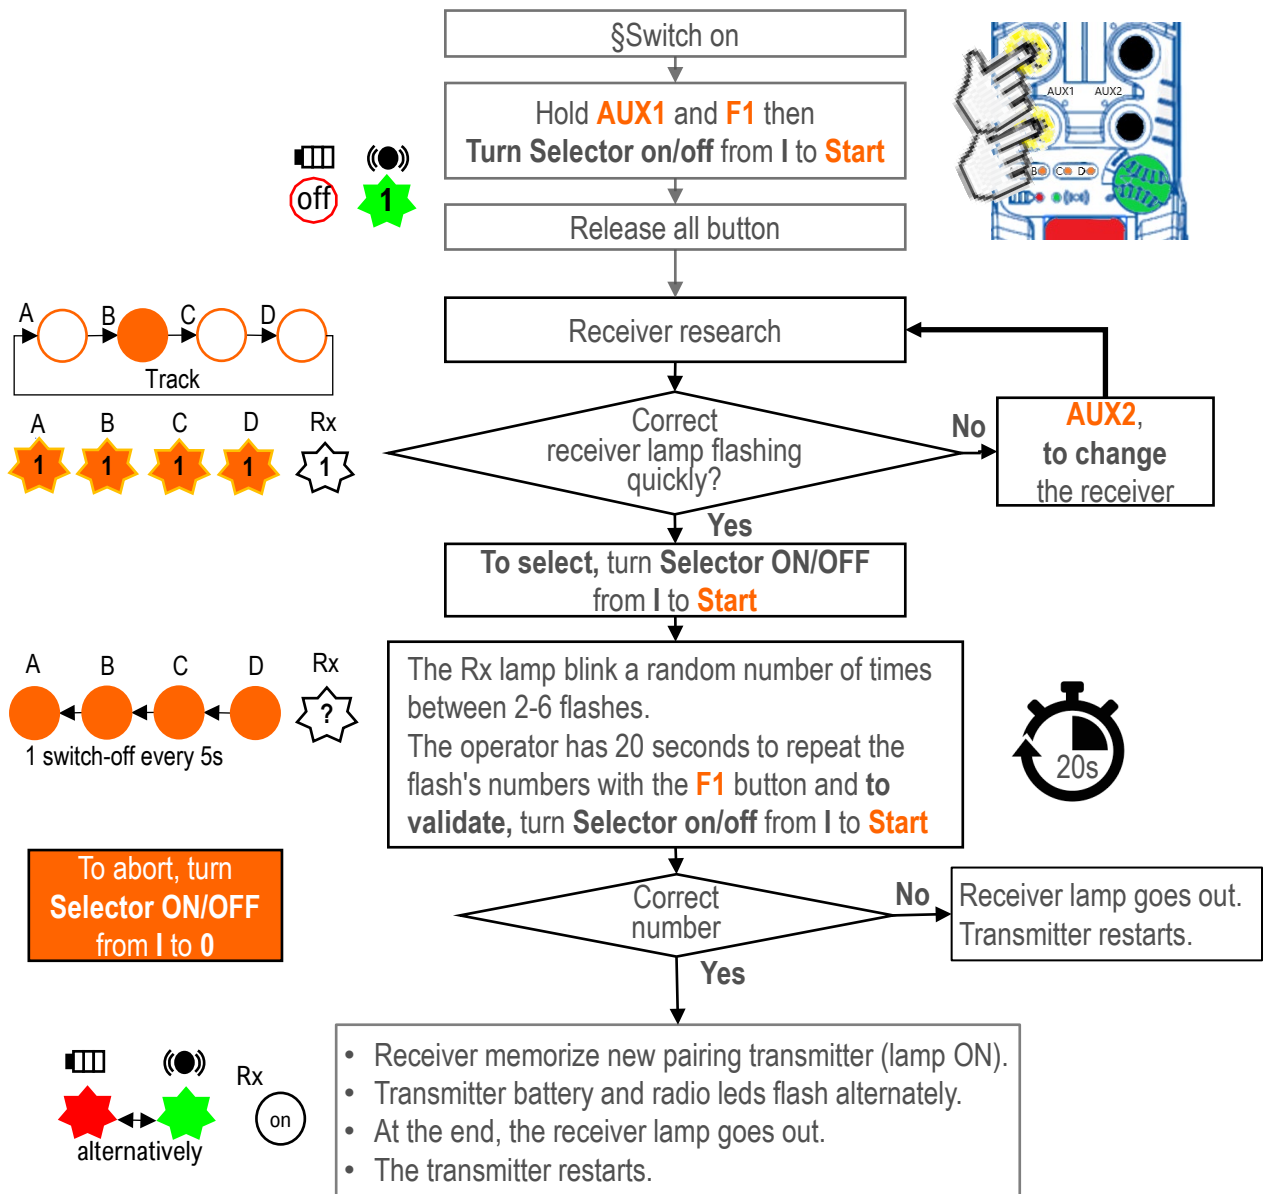 §Switch on
Hold AUX1 and F1 then
Turn Selector on/off from I to Start
off
1
Release all button
AUX1 AUX2
B C D
A B C D
Track
Receiver research
A B C D Rx
1 1 1 1 1
Correct
receiver lamp flashing
quickly?
No
AUX2,
to change
the receiver
Yes
To select, turn Selector ON/OFF
from I to Start
A B C D Rx
?
1 switch-off every 5s
The Rx lamp blink a random number of times
between 2-6 flashes.
The operator has 20 seconds to repeat the
flash's numbers with the F1 button and to
validate, turn Selector on/off from I to Start
20s
To abort, turn
Selector ON/OFF
from I to 0
Correct
number
No
Receiver lamp goes out.
Transmitter restarts.
Yes
Rx
on
alternatively
• Receiver memorize new pairing transmitter (lamp ON).
• Transmitter battery and radio leds flash alternately.
• At the end, the receiver lamp goes out.
• The transmitter restarts.